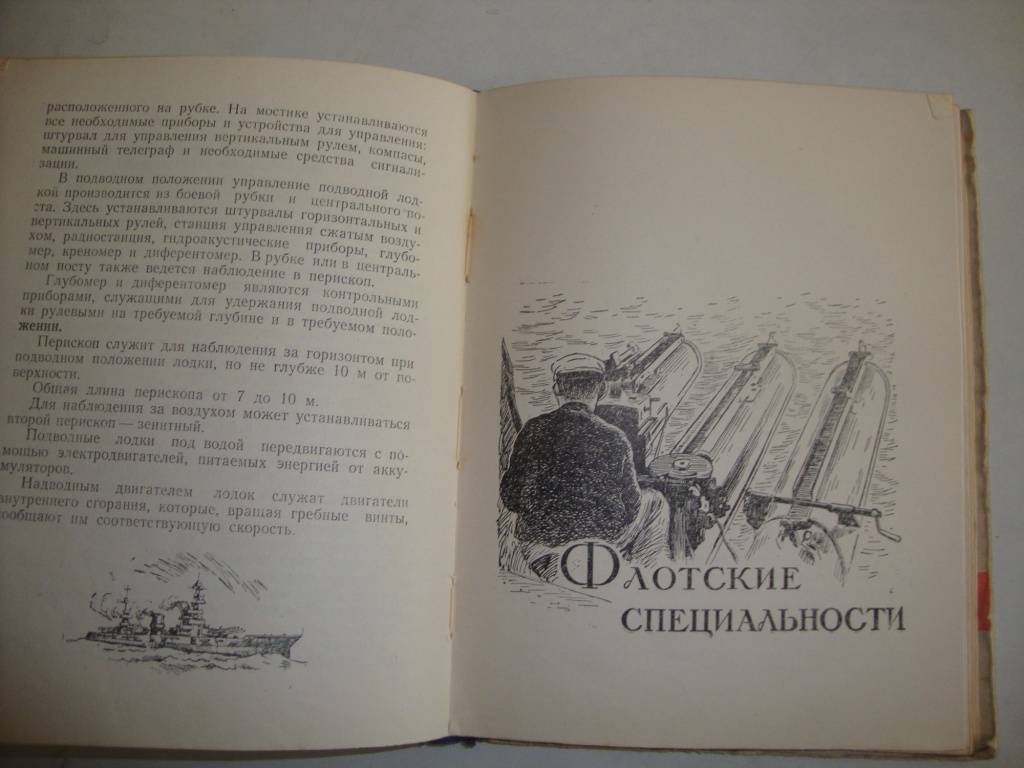 расположенного на рубке. На мостике устанавливаются
все необходимые приборы и устройства для управления:
штурвал для управления вертикальным рулем, компасы,
машинный телеграф и необходимые средства сигнали-
зации.
В подводном положении управление подводной лод-
кой производится из боевой рубки и центрального по-
ста. Здесь устанавливаются штурвалы горизонтальных и
вертикальных рулей, станция управления сжатым возду-
хом, радиостанция, гидроакустические приборы, глубо-
мер, креномер и диферентомер. В рубке или в централь-
ном посту также ведется наблюдение в перископ.
Глубомер и диферентомер являются контрольными
приборами, служащими для удержания подводной лод-
ки рулевыми на требуемой глубине и в требуемом поло-
жении.
Перископ служит для наблюдения за горизонтом при
подводном положении лодки, но не глубже 10 м от по-
верхности.
Общая длина перископа от 7 до 10 м.
Для наблюдения за воздухом может устанавливаться
второй перископ — зенитный.
Подводные лодки под водой передвигаются с по-
мощью электродвигателей, питаемых энергией от акку-
муляторов.
Надводным двигателем лодок служат двигатели
внутреннего сгорания, которые, вращая гребные винты,
сообщают им соответствующую скорость.
Флотские
специальности